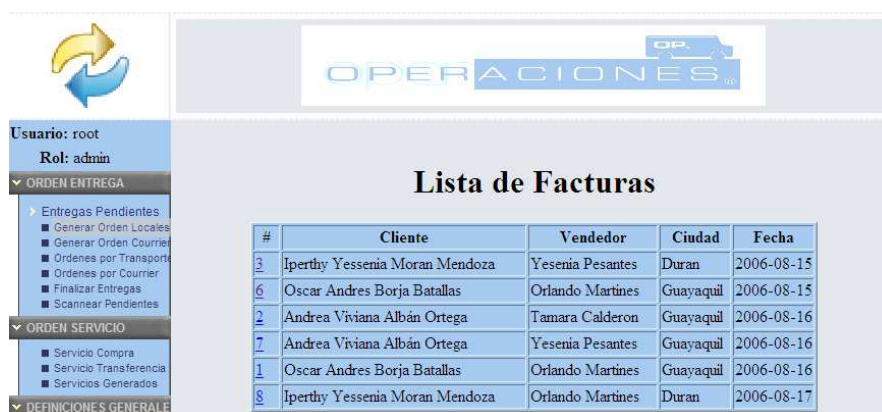 OP.
OPERACIONES
Usuario: root
Rol: admin
ORDEN ENTREGA
Entregas Pendientes
Generar Orden Locales
Generar Orden Courrier
Ordenes por Transporte
Ordenes por Courrier
Finalizar Entregas
Scannear Pendientes
ORDEN SERVICIO
Servicio Compra
Servicio Transferencia
Servicios Generados
DEFINICIONES GENERALE
Lista de Facturas
# Cliente Vendedor Ciudad Fecha
3 Iperthy Yessenia Moran Mendoza Yesenia Pesantes Duran 2006-08-15
6 Oscar Andres Borja Batallas Orlando Martines Guayaquil 2006-08-15
2 Andrea Viviana Albán Ortega Tamara Calderon Guayaquil 2006-08-16
7 Andrea Viviana Albán Ortega Yesenia Pesantes Guayaquil 2006-08-16
1 Oscar Andres Borja Batallas Orlando Martines Guayaquil 2006-08-16
8 Iperthy Yessenia Moran Mendoza Orlando Martines Duran 2006-08-17